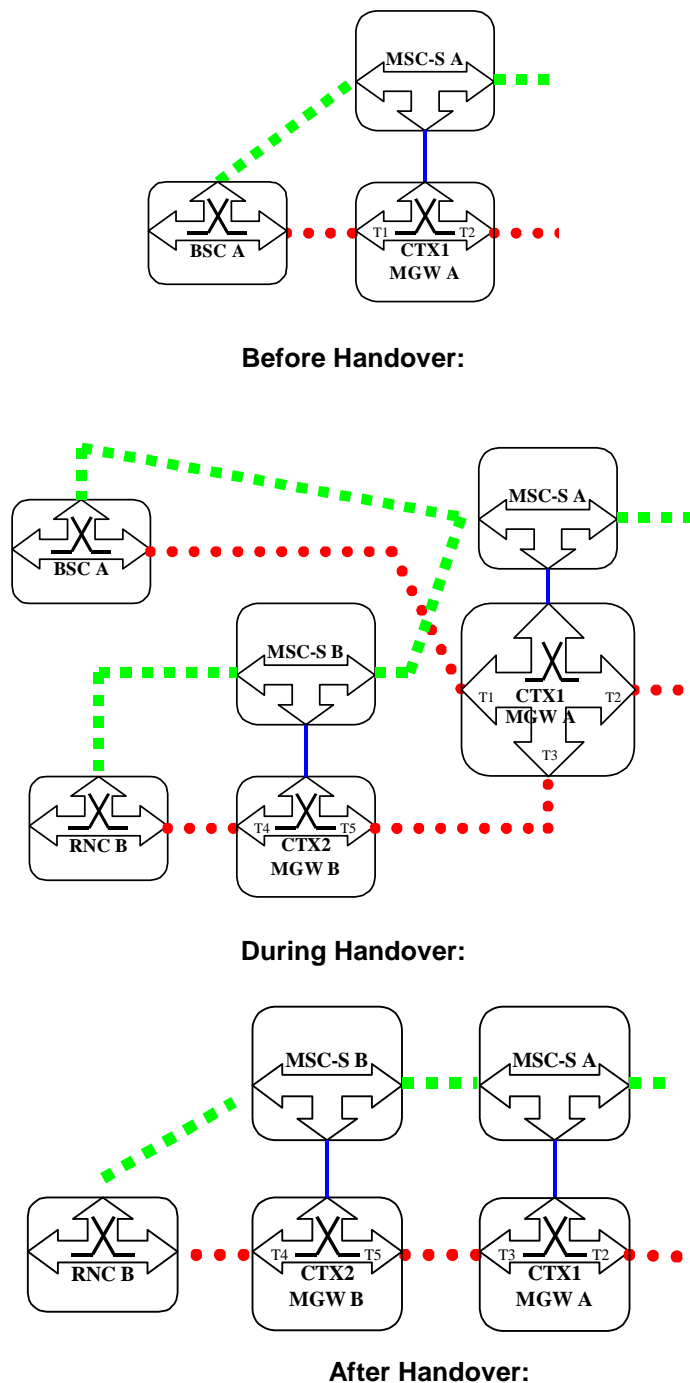 MSC-S A
BSC A
T1
CTX1
T2
MGW A
Before Handover:
MSC-S A
BSC A
MSC-S B
T1
CTX1
T2
MGW A
T3
RNC B
T4
CTX2
T5
MGW B
During Handover:
MSC-S B
MSC-S A
RNC B
T4
CTX2
T5
MGW B
T3
CTX1
T2
MGW A
After Handover: